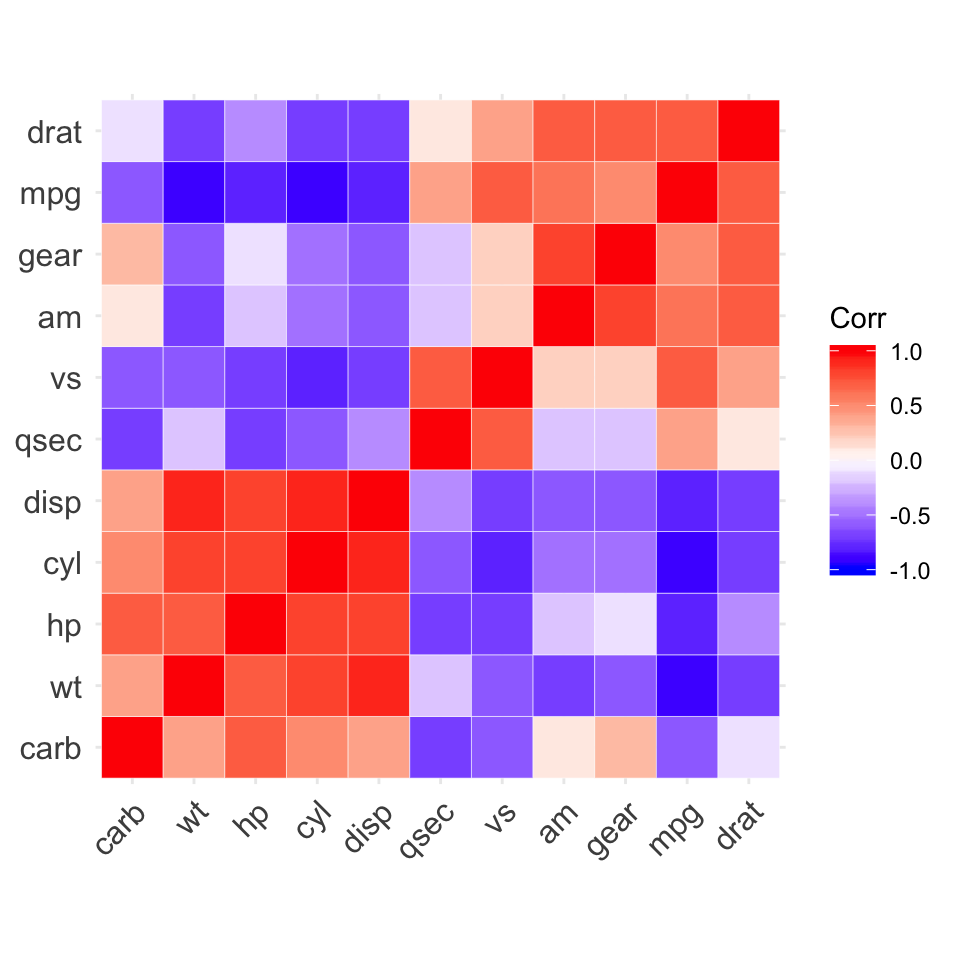 drat
mpg
gear
am
vs
qsec
disp
cyl
hp
wt
carb
carb wt hp cyl disp qsec vs am gear mpg drat
Corr
1.0
0.5
0.0
-0.5
-1.0